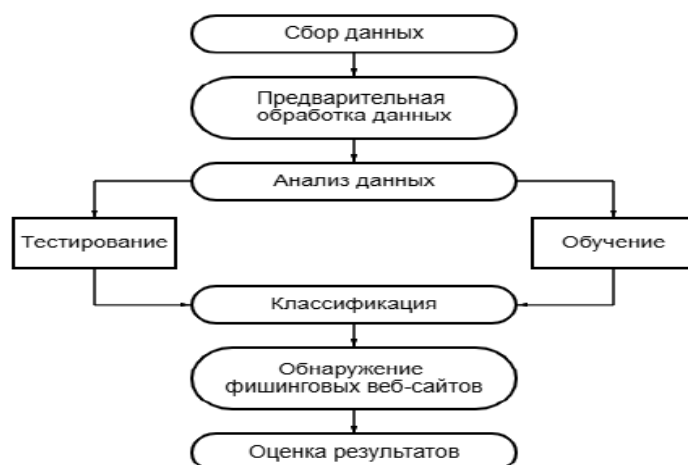 Сбор данных
Предварительная
обработка данных
Анализ данных
Тестирование
Обучение
Классификация
Обнаружение
фишинговых веб-сайтов
Оценка результатов